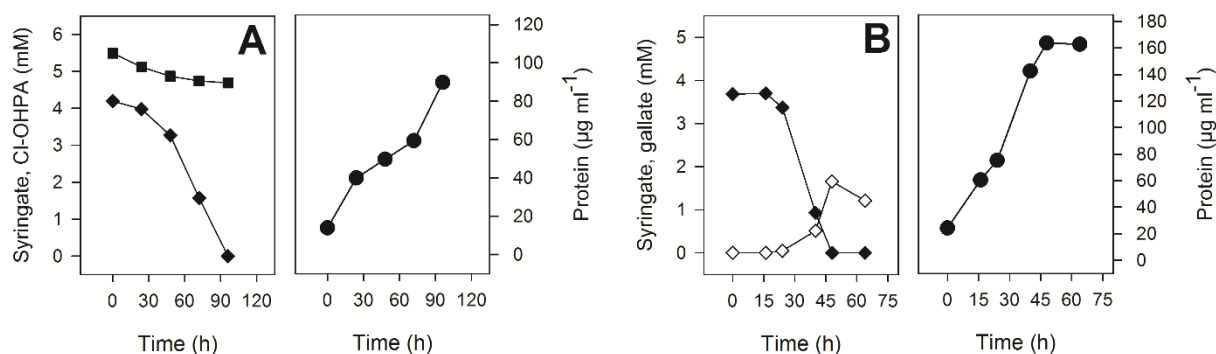 A
Syringate, Cl-OHPA (mM)
6
5
4
3
2
1
0
0 30 60 90 120
Time (h)
120
100
80
60
40
20
0
Protein (µg ml-1)
0 30 60 90 120
Time (h)
B
Syringate, gallate (mM)
5
4
3
2
1
0
0 15 30 45 60 75
Time (h)
180
160
140
120
100
80
60
40
20
0
Protein (µg ml-1)
0 15 30 45 60 75
Time (h)